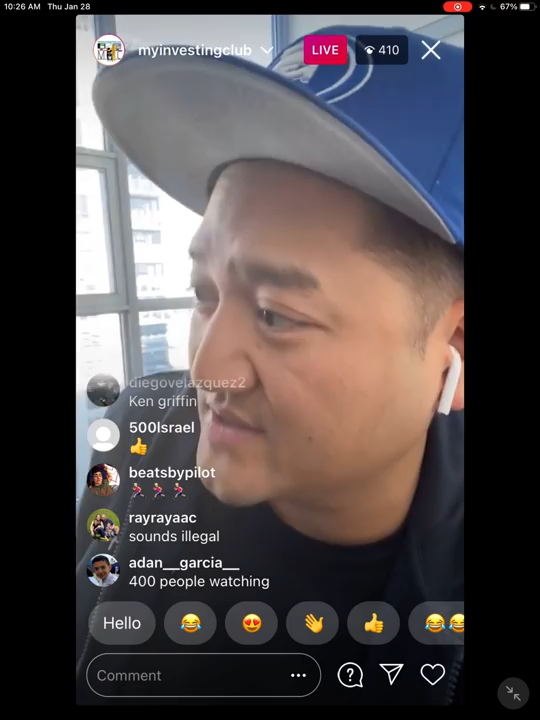 10:26 AM Thu Jan 28
67%
myinvestingclub
LIVE
410
diegovelazquez2
Ken griffin
500Israel
👍
beatsbypilot
🏃🏽‍♀️🏃🏽‍♀️🏃🏽‍♀️
rayrayaac
sounds illegal
adan__garcia__
400 people watching
Hello
Comment